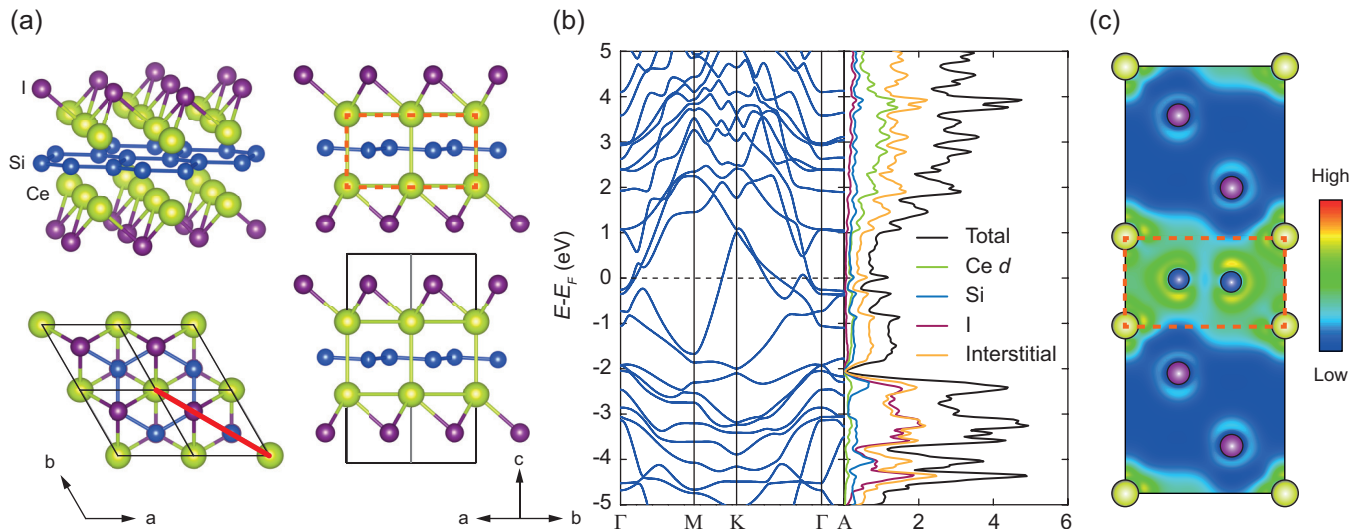 (a)
I
Si
Ce
b
a
c
a
b
(b)
E-E_F (eV)
5
4
3
2
1
0
-1
-2
-3
-4
-5
Γ
M
K
Γ
A
2
4
6
Total
Ce d
Si
I
Interstitial
(c)
High
Low